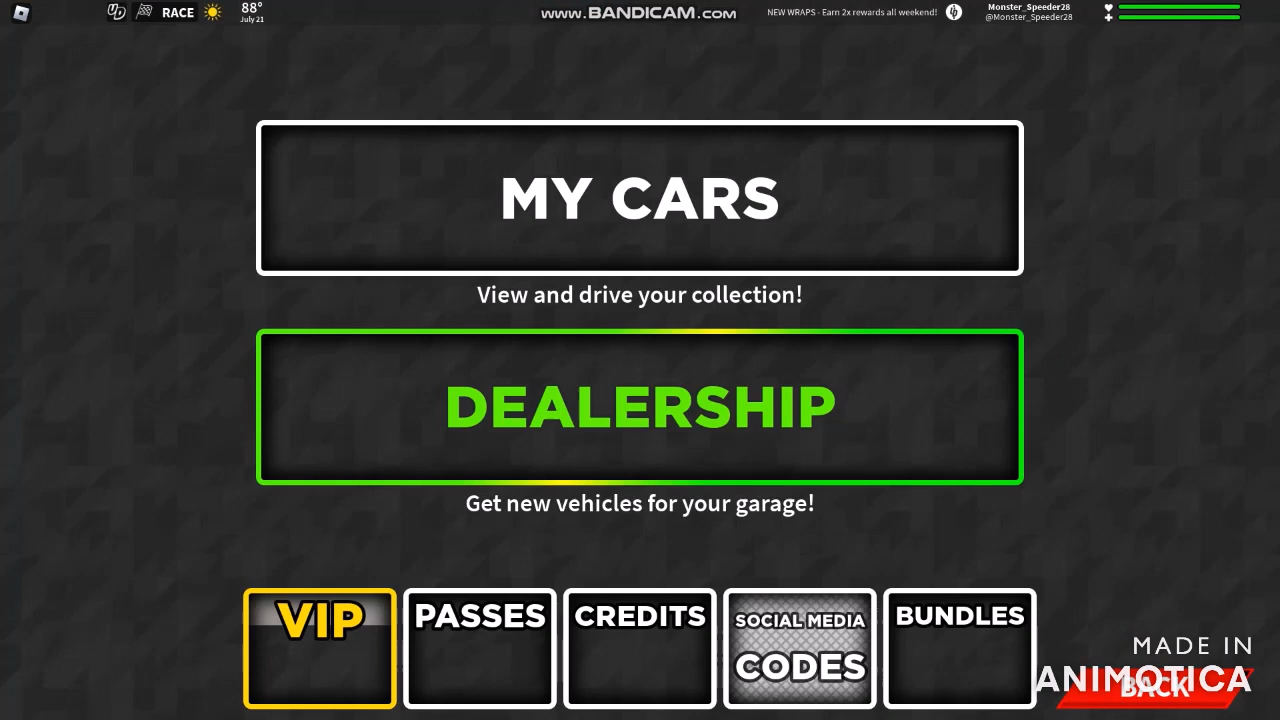 RACE
88°
July 21
www.BANDICAM.com
NEW WRAPS - Earn 2x rewards all weekend!
Monster_Speeder28
@Monster_Speeder28
MY CARS
View and drive your collection!
DEALERSHIP
Get new vehicles for your garage!
VIP
PASSES
CREDITS
SOCIAL MEDIA
CODES
BUNDLES
MADE IN
ANIMOTICA
BACK